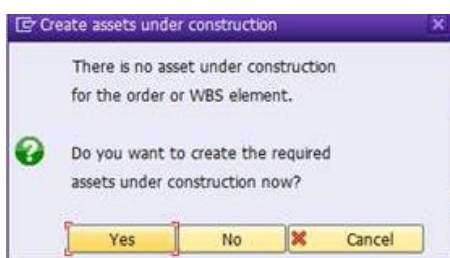 Create assets under construction
There is no asset under construction
for the order or WBS element.
Do you want to create the required
assets under construction now?
Yes No Cancel